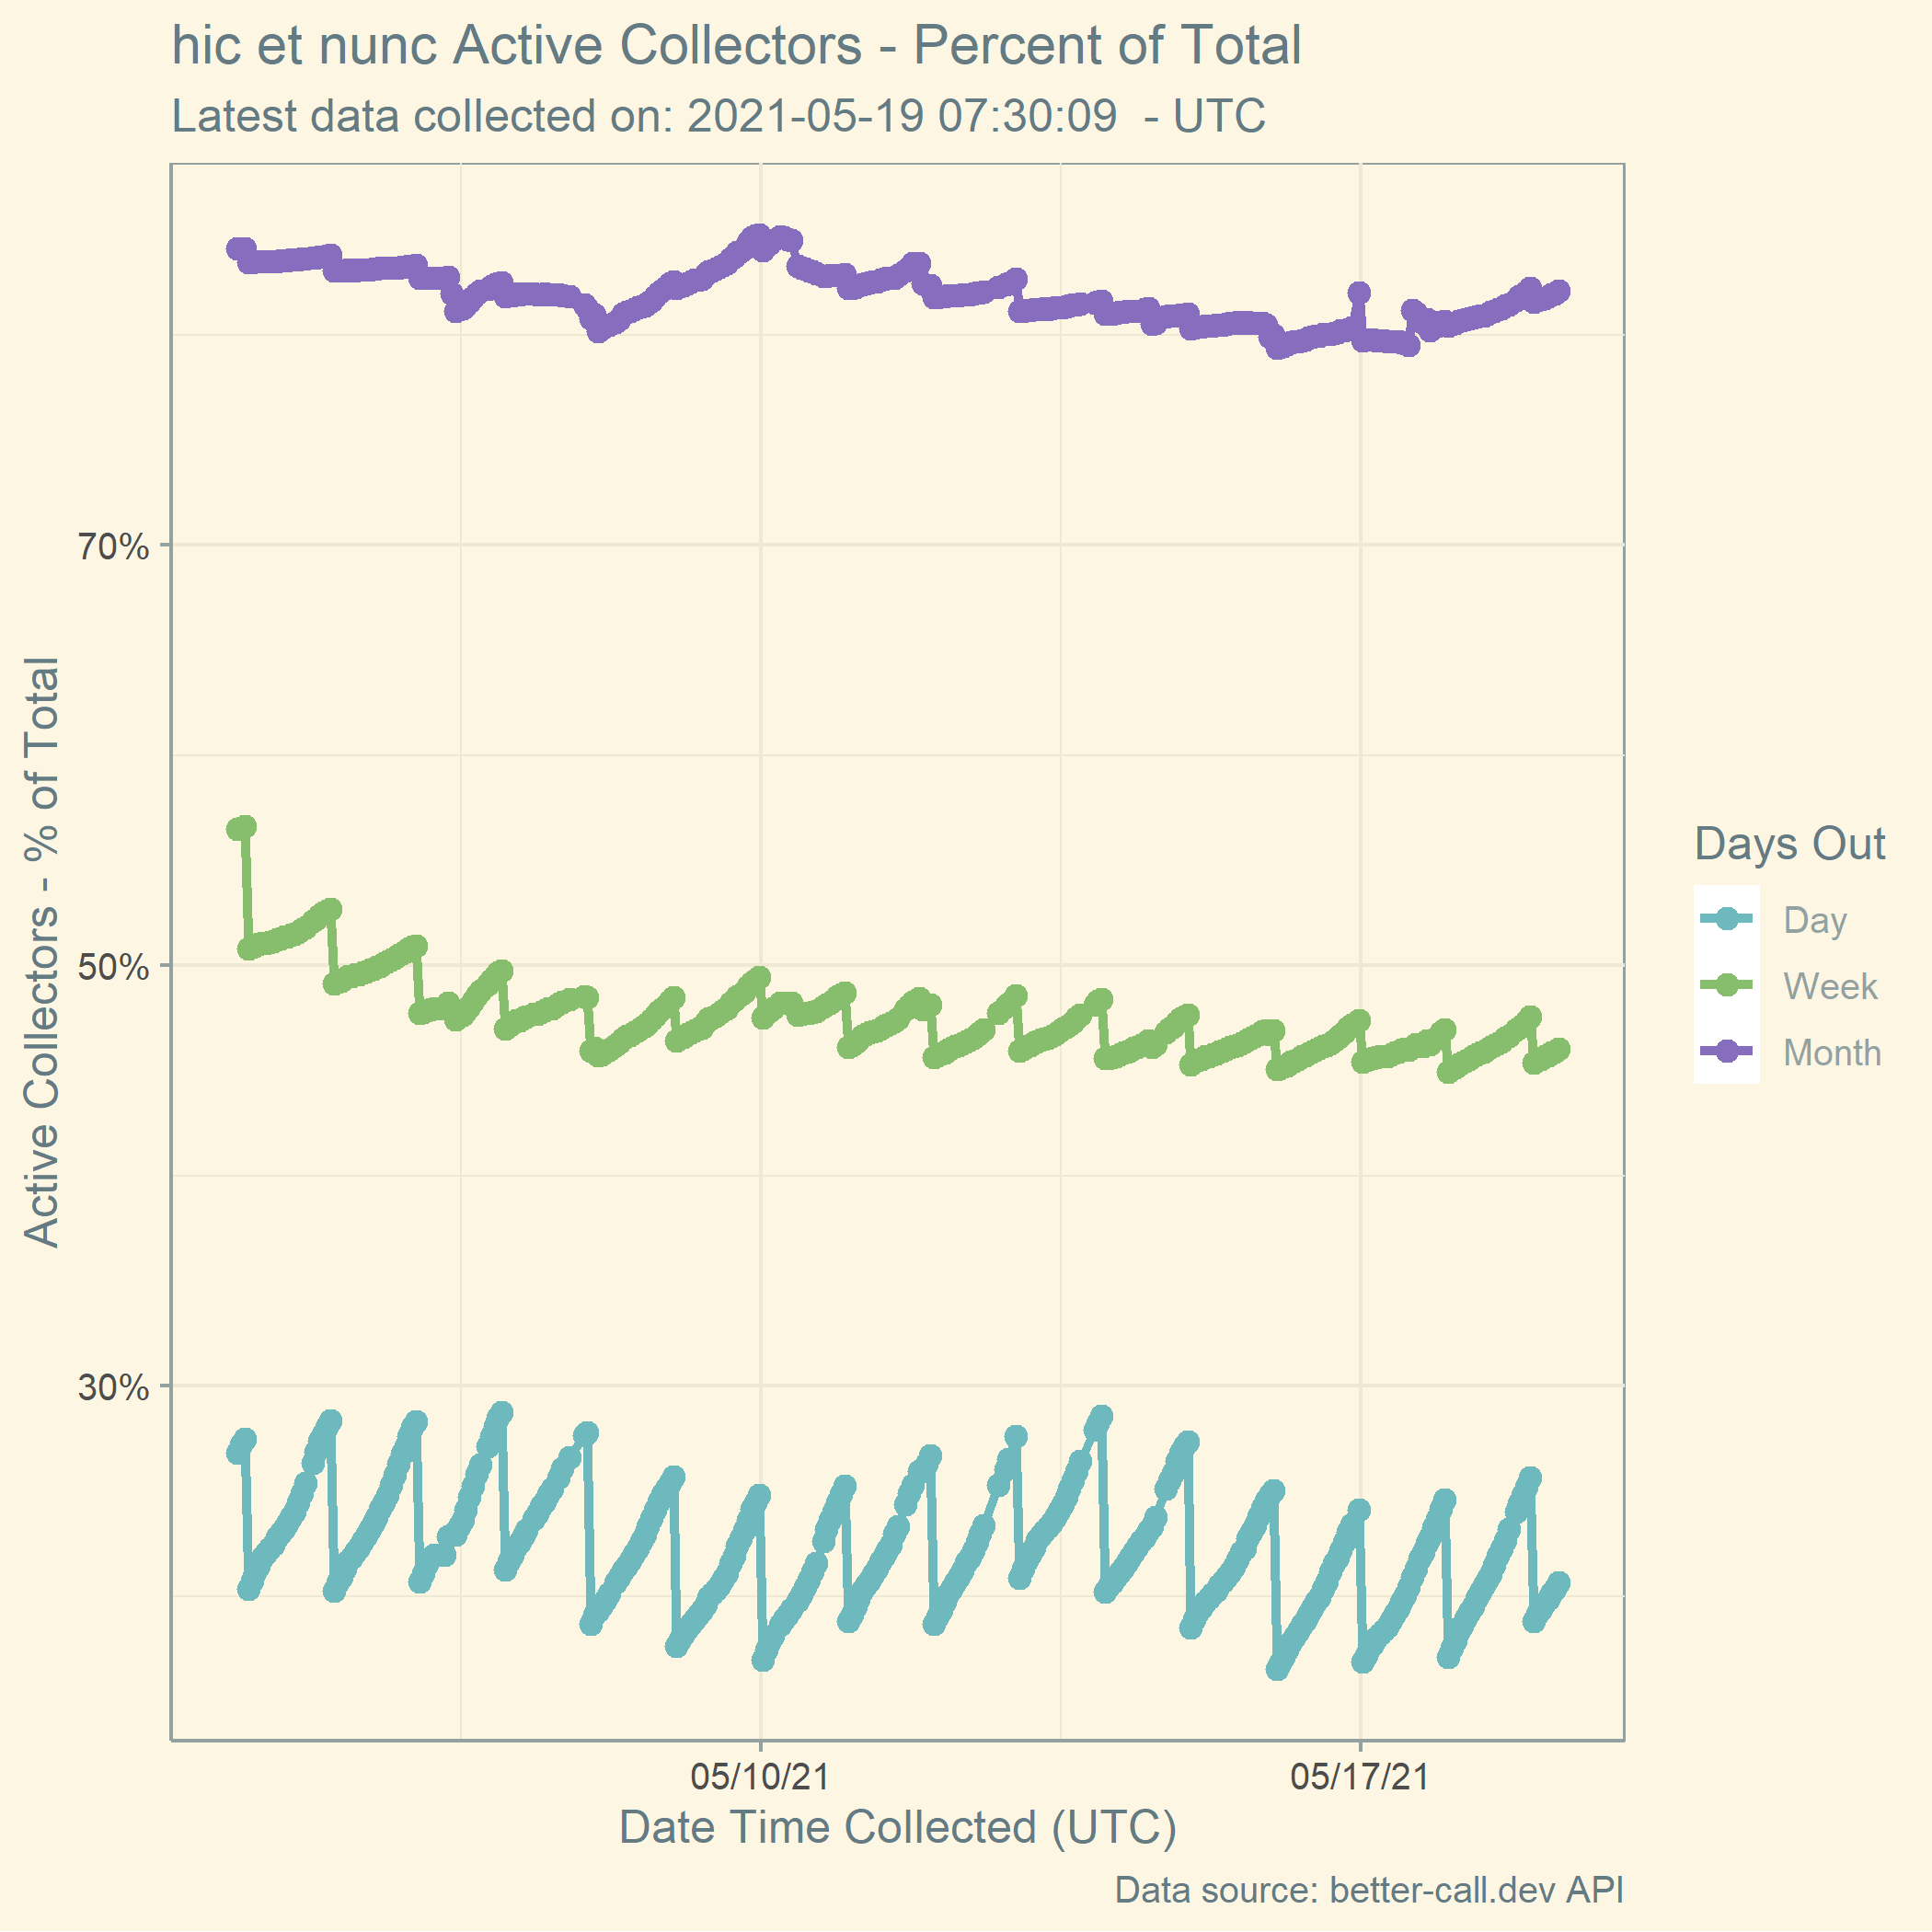 hic et nunc Active Collectors - Percent of Total
Latest data collected on: 2021-05-19 07:30:09  - UTC
Active Collectors - % of Total
70%
50%
30%
Days Out
Day
Week
Month
05/10/21
05/17/21
Date Time Collected (UTC)
Data source: better-call.dev API